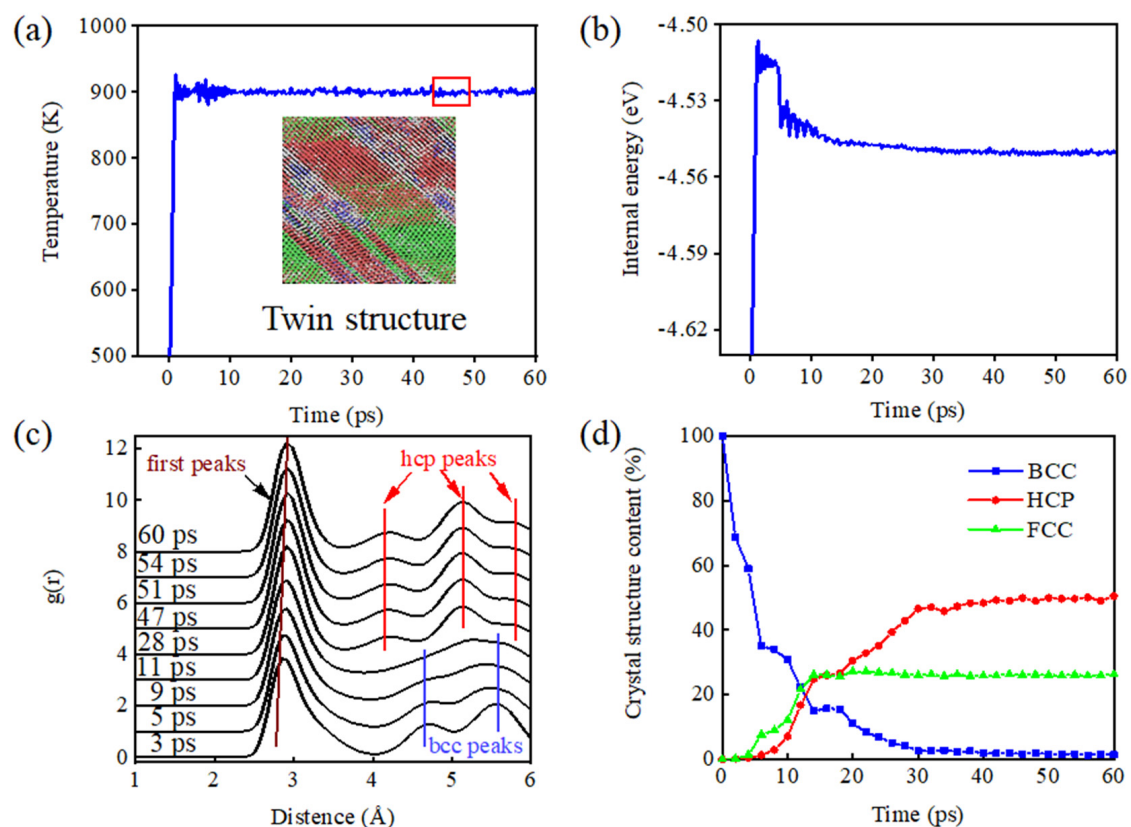 (a)
1000
900
800
700
600
500
Temperature (K)
Twin structure
0 10 20 30 40 50 60
Time (ps)
(b)
-4.50
-4.53
-4.56
-4.59
-4.62
Internal energy (eV)
0 10 20 30 40 50 60
Time (ps)
(c)
12
10
8
6
4
2
0
g(r)
first peaks
hcp peaks
60 ps
54 ps
51 ps
47 ps
28 ps
11 ps
9 ps
5 ps
3 ps
bcc peaks
1 2 3 4 5 6
Distence (Å)
(d)
100
80
60
40
20
0
Crystal structure content (%)
BCC
HCP
FCC
0 10 20 30 40 50 60
Time (ps)